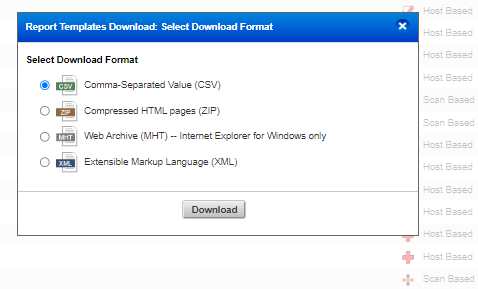 Host Based
Report Templates Download: Select Download Format
Host Based
Host Based
Select Download Format
Host Based
CSV Comma-Separated Value (CSV)
Scan Based
ZIP Compressed HTML pages (ZIP)
Scan Based
MHT Web Archive (MHT) -- Internet Explorer for Windows only
Host Based
XML Extensible Markup Language (XML)
Host Based
Host Based
Download
Host Based
Host Based
Host Based
Scan Based